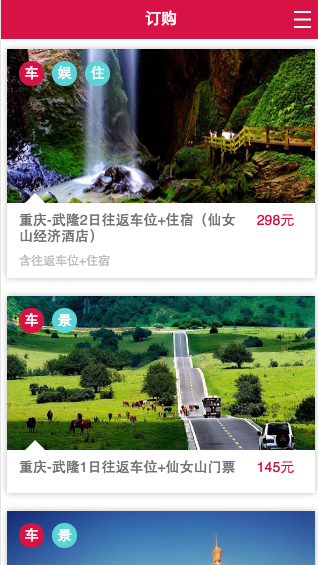 订购
车 娱 住
重庆-武隆2日往返车位+住宿（仙女
山经济酒店）
298元
含往返车位+住宿
车 景
重庆-武隆1日往返车位+仙女山门票
145元
车 景